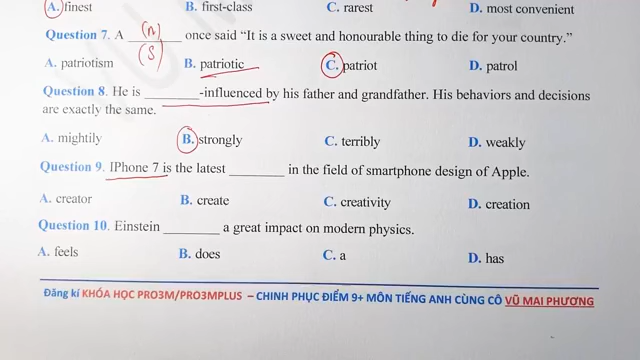 A. finest B. first-class C. rarest D. most convenient
(n)
Question 7. A ________ once said “It is a sweet and honourable thing to die for your country.”
(S)
A. patriotism B. patriotic C. patriot D. patrol
Question 8. He is ________-influenced by his father and grandfather. His behaviors and decisions
are exactly the same.
A. mightily B. strongly C. terribly D. weakly
Question 9. IPhone 7 is the latest ________ in the field of smartphone design of Apple.
A. creator B. create C. creativity D. creation
Question 10. Einstein ________ a great impact on modern physics.
A. feels B. does C. a D. has
Đăng kí KHÓA HỌC PRO3M/PRO3MPLUS – CHINH PHỤC ĐIỂM 9+ MÔN TIẾNG ANH CÙNG CÔ VŨ MAI PHƯƠNG